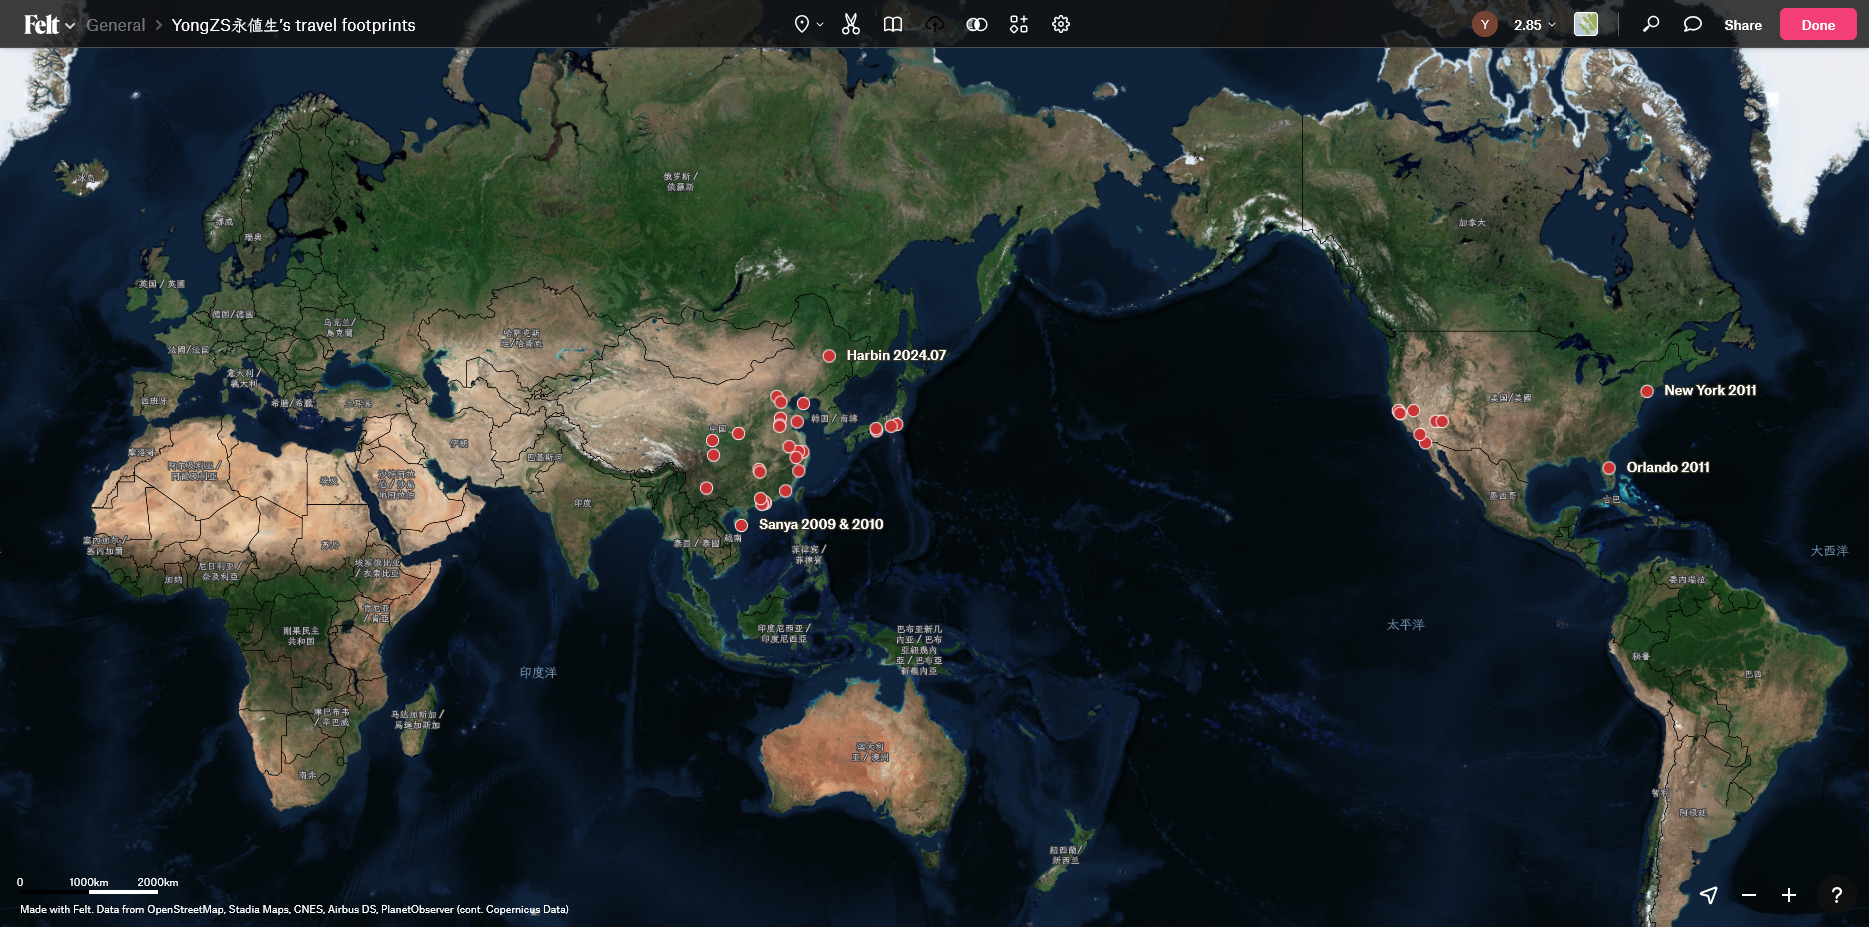 Felt
General > YongZS永値生's travel footprints
Y
2.85
Share
Done
冰岛
俄罗斯 /
俄羅斯
挪威
瑞典
加拿大
英国 / 英國
德国/德國
乌克兰/
烏克蘭
哈萨克斯
坦/哈薩克
法國/法国
意大利 /
義大利
西班牙
希腊/希臘
土耳其
Harbin 2024.07
New York 2011
美国/美國
韩国 / 南韓
中国
伊朗
摩洛哥
阿尔及利亚 /
阿爾及利亞
埃及
沙特阿拉
伯 / 沙烏
地阿拉伯
巴基斯坦
印度
Orlando 2011
墨西哥
古巴
Sanya 2009 & 2010
越南
泰国 / 泰國
菲律宾 /
菲律賓
塞内加尔 /
塞內加爾
苏丹
尼日利亚 /
奈及利亞
加纳
埃塞俄比亚
/ 衣索比亞
大西洋
委内瑞拉
肯尼亚
/ 肯亞
刚果民主
共和国
印度尼西亚 /
印度尼西亞
巴布亚新几
内亚 / 巴布
亞紐幾內
亞 / 巴布亞
新幾內亞
太平洋
秘鲁
巴西
印度洋
津巴布韦
/ 辛巴威
马达加斯加 /
馬達加斯加
澳大利
亚 / 澳洲
南非
智利
阿根廷
紐西蘭/
新西兰
0 1000km 2000km
Made with Felt. Data from OpenStreetMap, Stadia Maps, CNES, Airbus DS, PlanetObserver (cont. Copernicus Data)
?